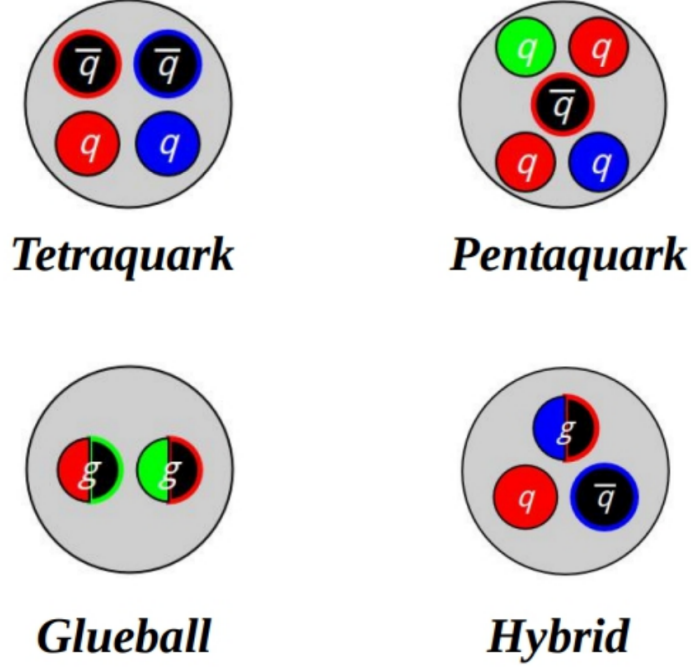 q̅ q̅
q q
Tetraquark
q q
q̅
q q
Pentaquark
g g
Glueball
g
q q̅
Hybrid